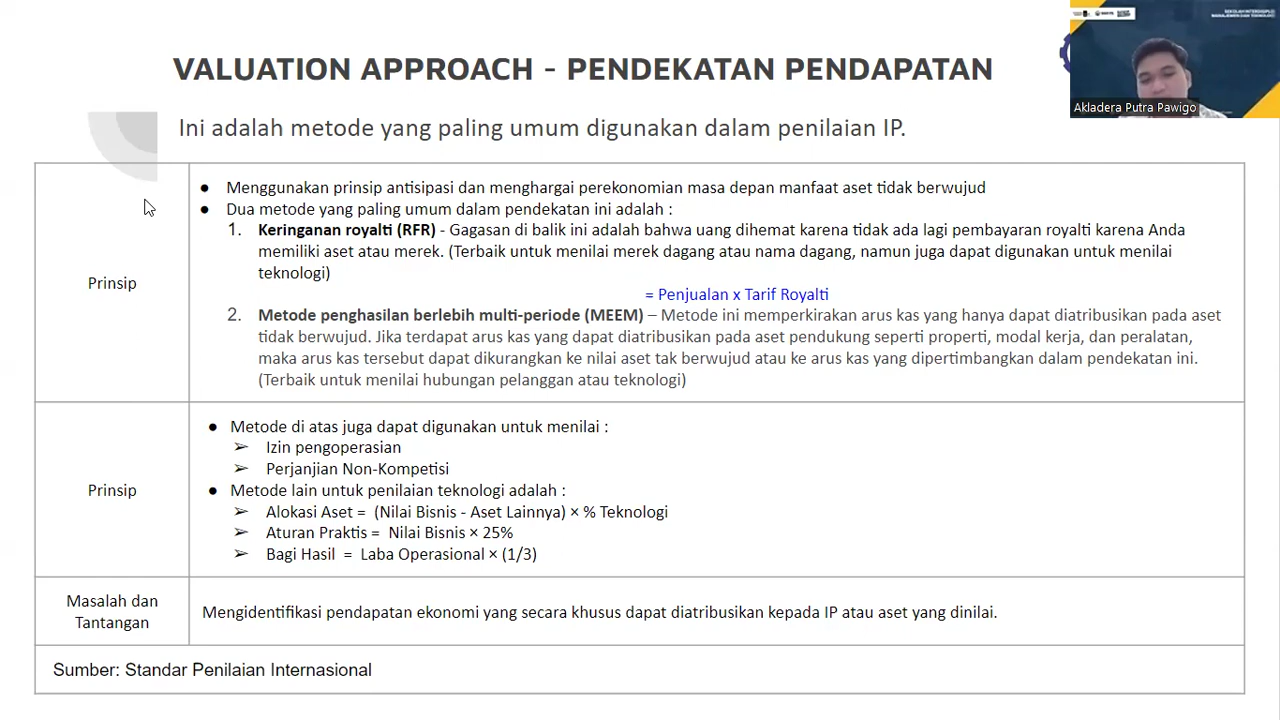 VALUATION APPROACH - PENDEKATAN PENDAPATAN
Akladera Putra Pawigo
Ini adalah metode yang paling umum digunakan dalam penilaian IP.
Prinsip
● Menggunakan prinsip antisipasi dan menghargai perekonomian masa depan manfaat aset tidak berwujud
● Dua metode yang paling umum dalam pendekatan ini adalah :
1. Keringanan royalti (RFR) - Gagasan di balik ini adalah bahwa uang dihemat karena tidak ada lagi pembayaran royalti karena Anda
memiliki aset atau merek. (Terbaik untuk menilai merek dagang atau nama dagang, namun juga dapat digunakan untuk menilai
teknologi)
= Penjualan x Tarif Royalti
2. Metode penghasilan berlebih multi-periode (MEEM) – Metode ini memperkirakan arus kas yang hanya dapat diatribusikan pada aset
tidak berwujud. Jika terdapat arus kas yang dapat diatribusikan pada aset pendukung seperti properti, modal kerja, dan peralatan,
maka arus kas tersebut dapat dikurangkan ke nilai aset tak berwujud atau ke arus kas yang dipertimbangkan dalam pendekatan ini.
(Terbaik untuk menilai hubungan pelanggan atau teknologi)
Prinsip
● Metode di atas juga dapat digunakan untuk menilai :
➢ Izin pengoperasian
➢ Perjanjian Non-Kompetisi
● Metode lain untuk penilaian teknologi adalah :
➢ Alokasi Aset = (Nilai Bisnis - Aset Lainnya) × % Teknologi
➢ Aturan Praktis = Nilai Bisnis × 25%
➢ Bagi Hasil = Laba Operasional × (1/3)
Masalah dan
Tantangan
Mengidentifikasi pendapatan ekonomi yang secara khusus dapat diatribusikan kepada IP atau aset yang dinilai.
Sumber: Standar Penilaian Internasional